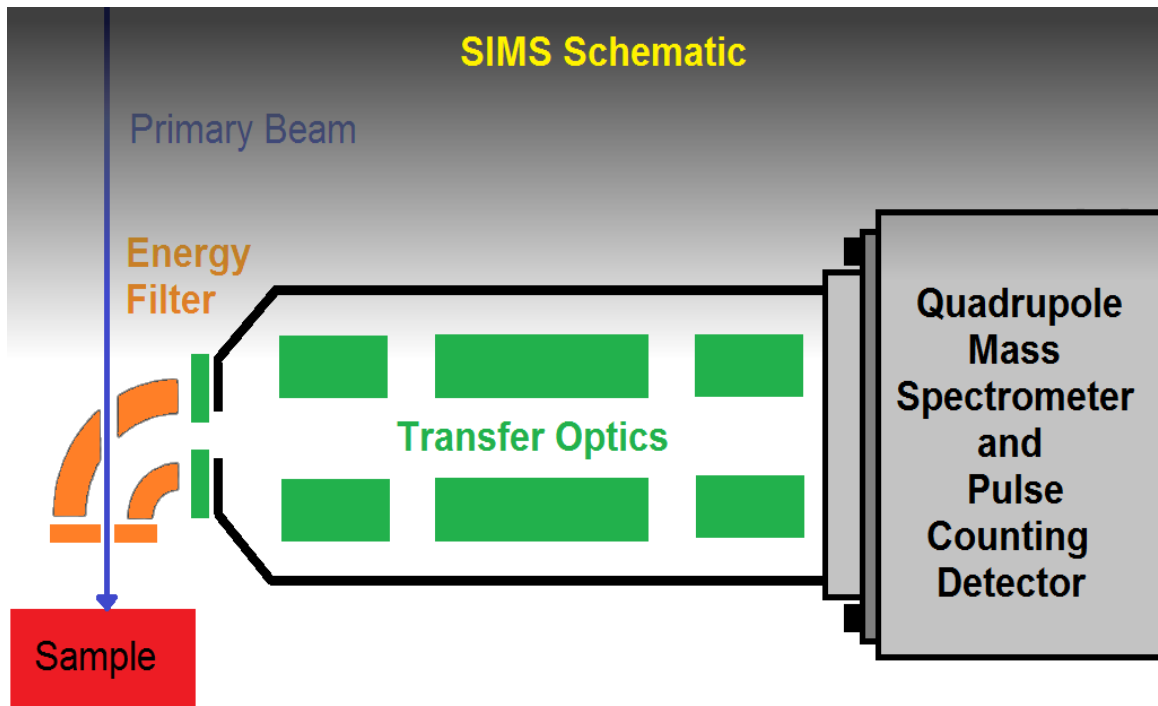 SIMS Schematic
Primary Beam
Energy
Filter
Transfer Optics
Quadrupole
Mass
Spectrometer
and
Pulse
Counting
Detector
Sample